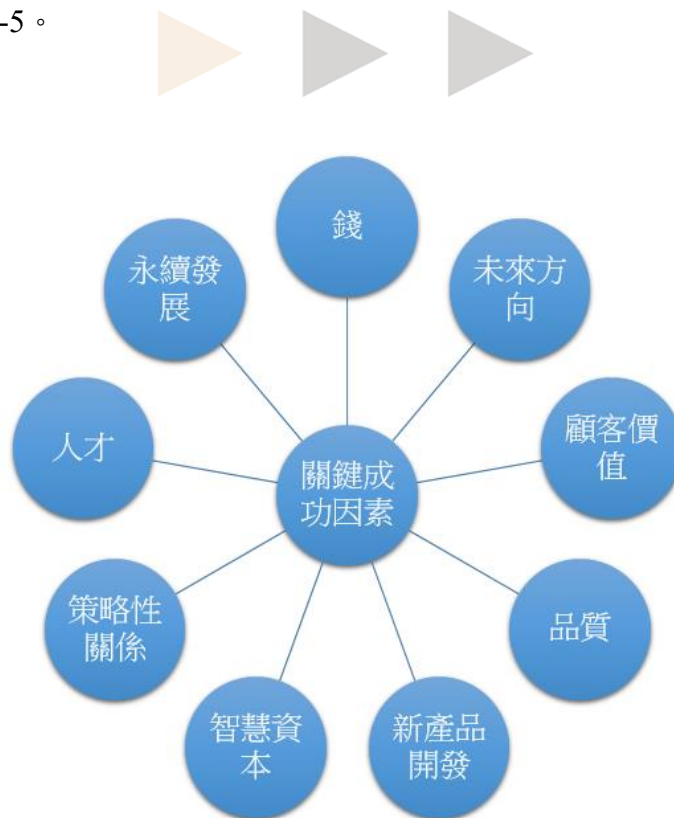 -5。
錢
未來方
向
顧客價
值
品質
新產品
開發
智慧資
本
策略性
關係
人才
永續發
展
關鍵成
功因素